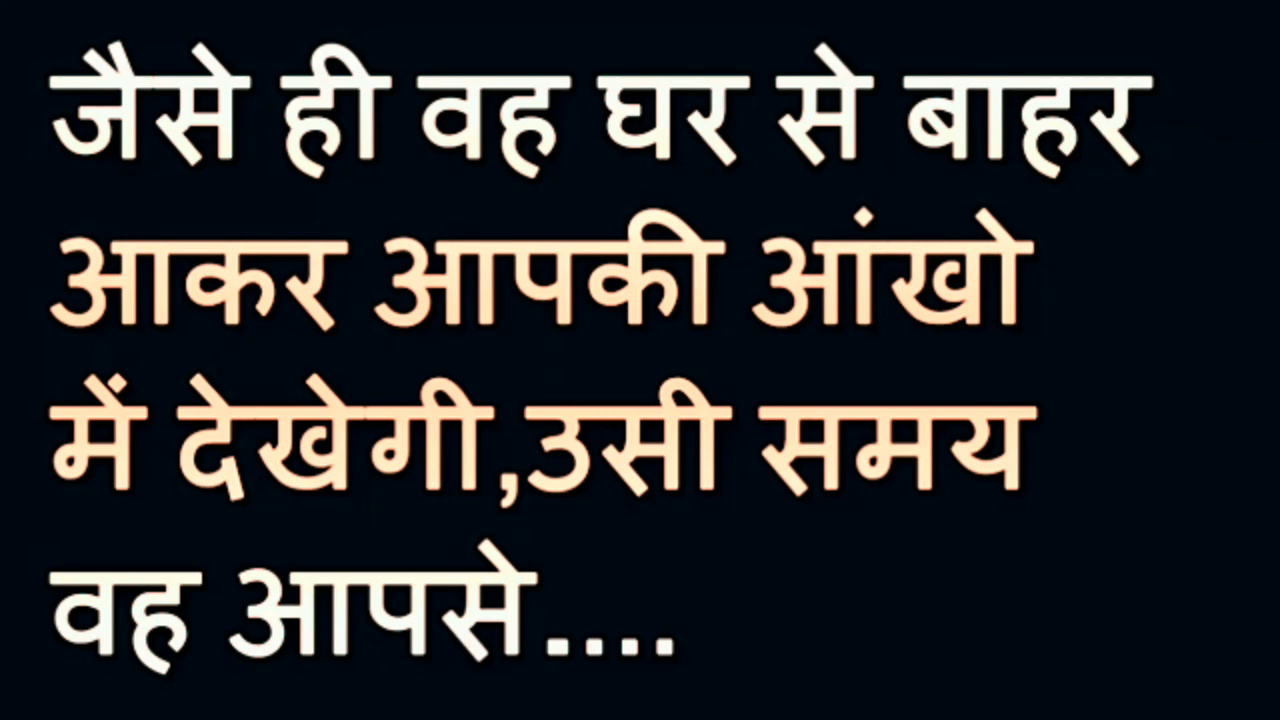 जैसे ही वह घर से बाहर
आकर आपकी आंखो
में देखेगी,उसी समय
वह आपसे....